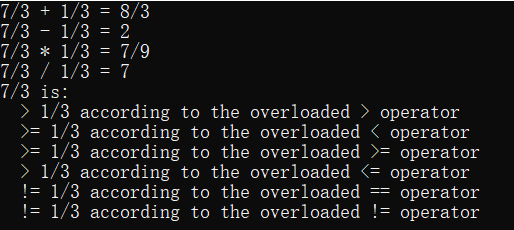 7/3 + 1/3 = 8/3
7/3 - 1/3 = 2
7/3 * 1/3 = 7/9
7/3 / 1/3 = 7
7/3 is:
  > 1/3 according to the overloaded > operator
  >= 1/3 according to the overloaded < operator
  >= 1/3 according to the overloaded >= operator
  > 1/3 according to the overloaded <= operator
  != 1/3 according to the overloaded == operator
  != 1/3 according to the overloaded != operator